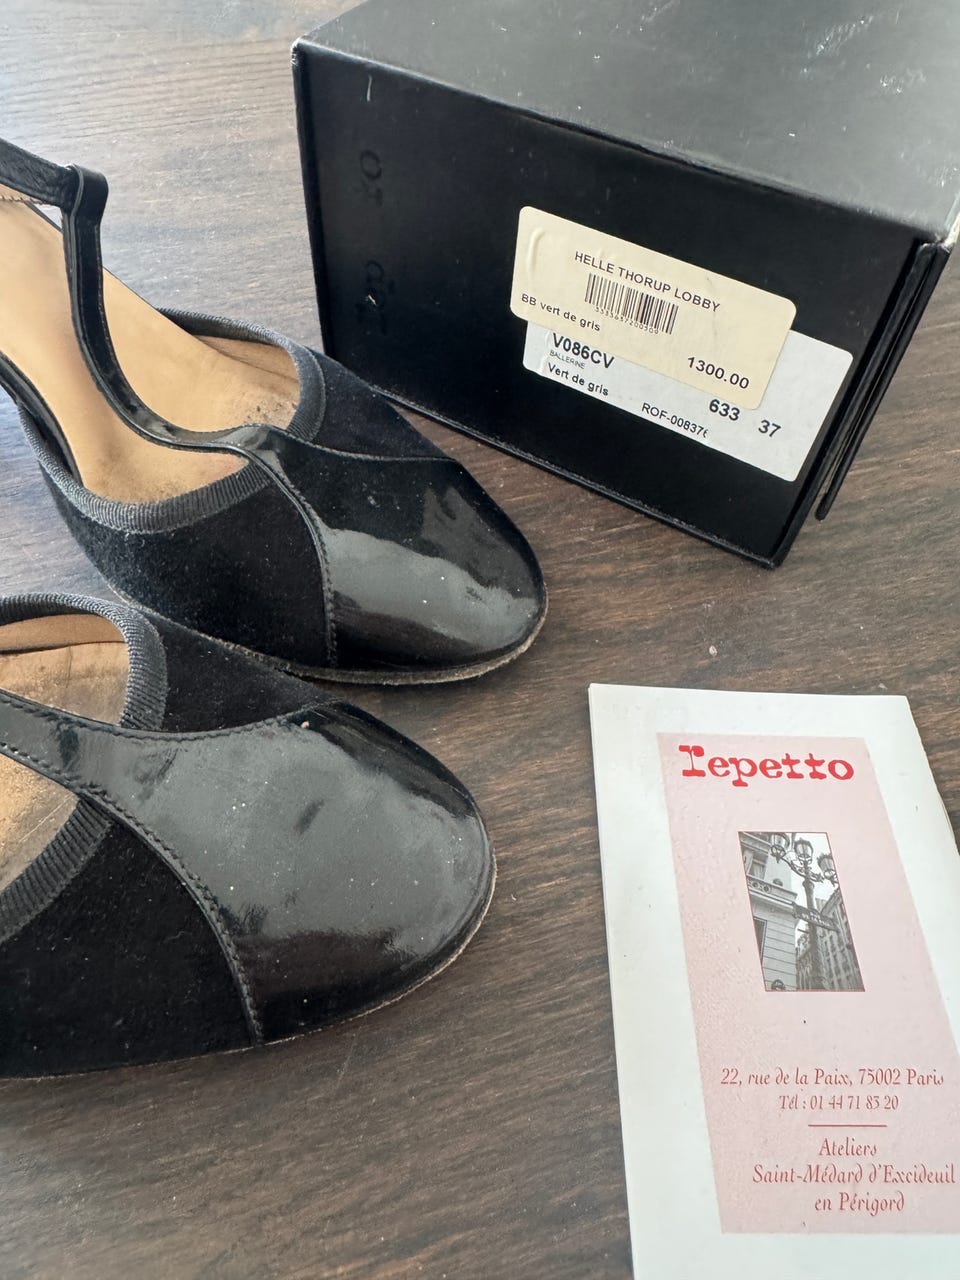 HELLE THORUP LOBBY
BB vert de gris
1300.00
V086CV
BALLERINE
Vert de gris
633 37
repetto
22, rue de la Paix, 75002 Paris
Tél : 01 44 71 83 20
Ateliers
Saint-Médard d'Excideuil
en Périgord